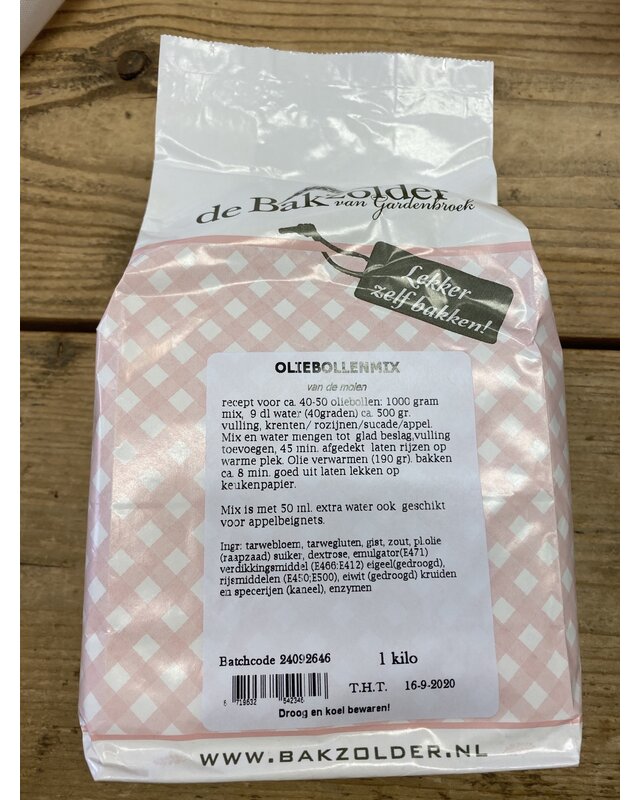 de Bakzolder
van Gardenbroek
Lekker
zelf bakken!
OLIEBOLLENMIX
van de molen
recept voor ca. 40-50 oliebollen: 1000 gram
mix, 9 dl water (40graden) ca. 500 gr.
vulling, krenten/ rozijnen/sucade/appel.
Mix en water mengen tot glad beslag,vulling
toevoegen, 45 min. afgedekt laten rijzen op
warme plek. Olie verwarmen (190 gr). bakken
ca. 8 min. goed uit laten lekken op
keukenpapier.
Mix is met 50 ml. extra water ook geschikt
voor appelbeignets.
Ingr: tarwebloem, tarwegluten, gist, zout, pl.olie
(raapzaad) suiker, dextrose, emulgator(E471)
verdikkingsmiddel (E466;E412) eigeel(gedroogd),
rijsmiddelen (E450;E500), eiwit (gedroogd) kruiden
en specerijen (kaneel), enzymen
Batchcode 24092646 1 kilo
T.H.T. 16-9-2020
6 719632 542346
Droog en koel bewaren!
WWW.BAKZOLDER.NL